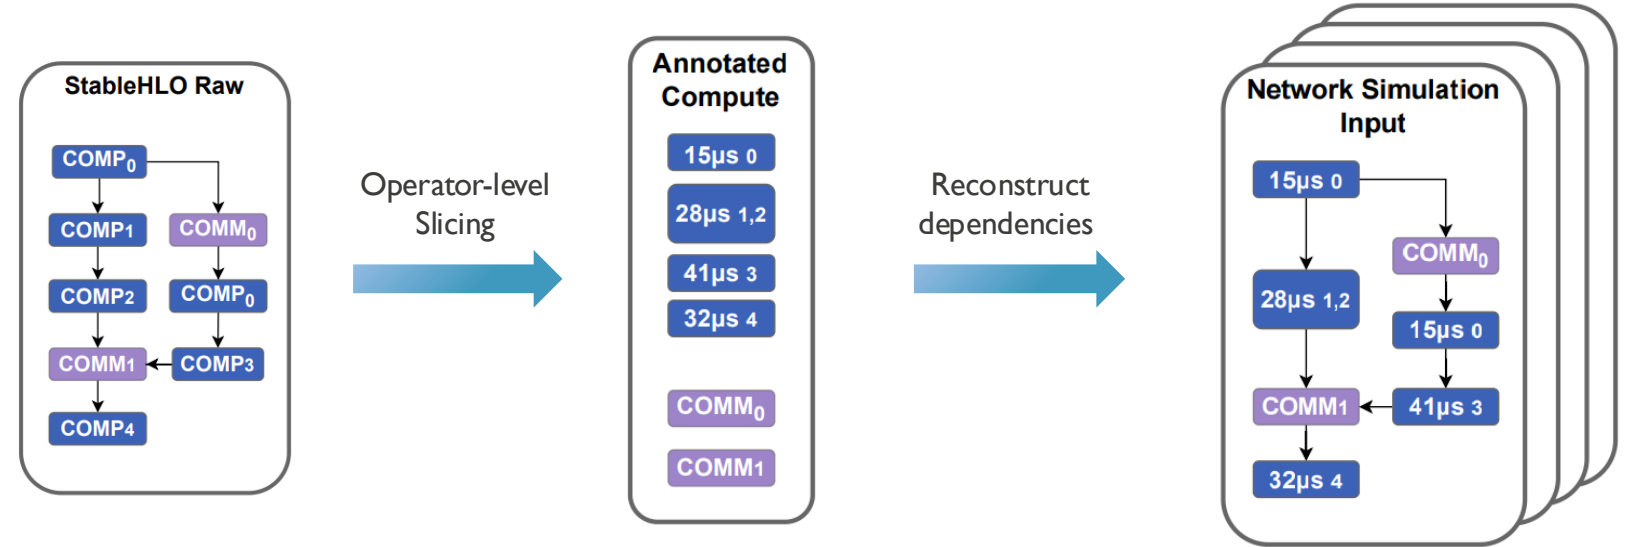 StableHLO Raw
COMP0
COMP1
COMM0
COMP2
COMP0
COMM1
COMP3
COMP4
Operator-level
Slicing
Annotated
Compute
15μs 0
28μs 1,2
41μs 3
32μs 4
COMM0
COMM1
Reconstruct
dependencies
Network Simulation
Input
15μs 0
COMM0
28μs 1,2
15μs 0
COMM1
41μs 3
32μs 4